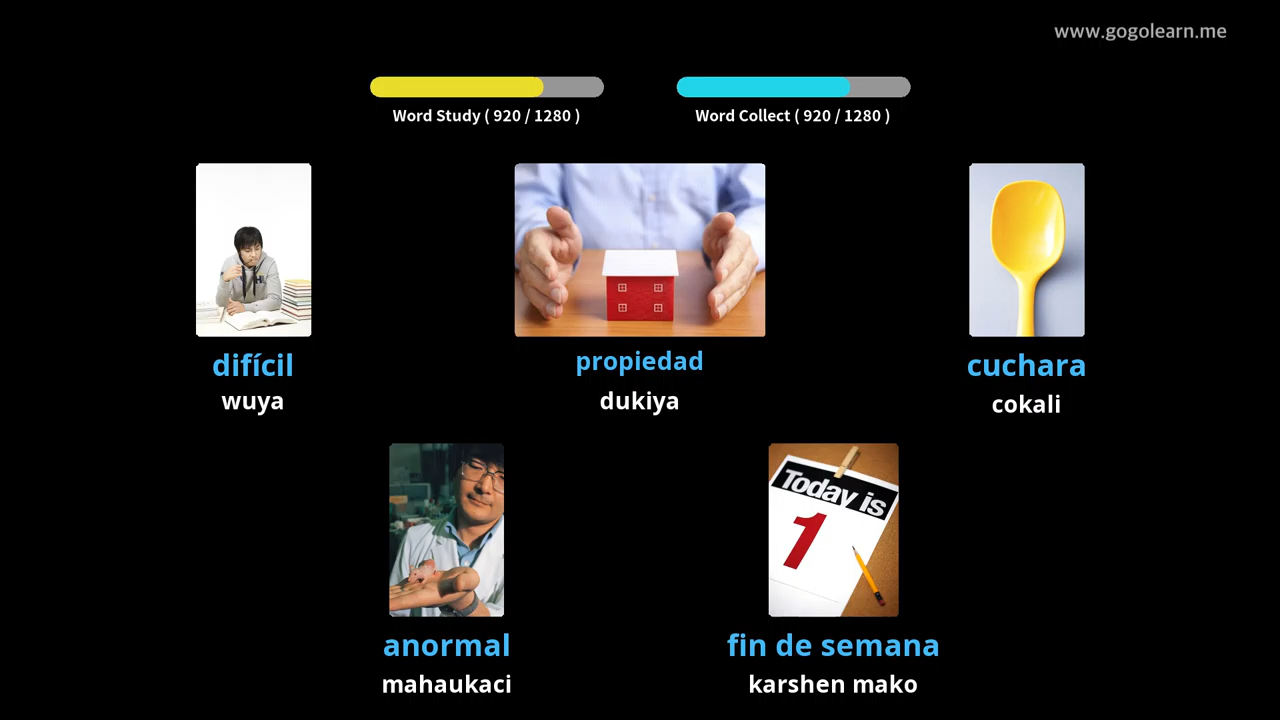 www.gogolearn.me
Word Study ( 920 / 1280 )
Word Collect ( 920 / 1280 )
difícil
wuya
propiedad
dukiya
cuchara
cokali
Today is
1
anormal
mahaukaci
fin de semana
karshen mako